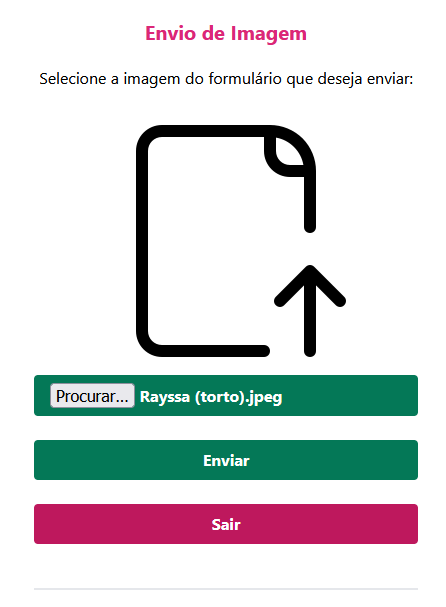 Envio de Imagem
Selecione a imagem do formulário que deseja enviar:
Procurar... Rayssa (torto).jpeg
Enviar
Sair